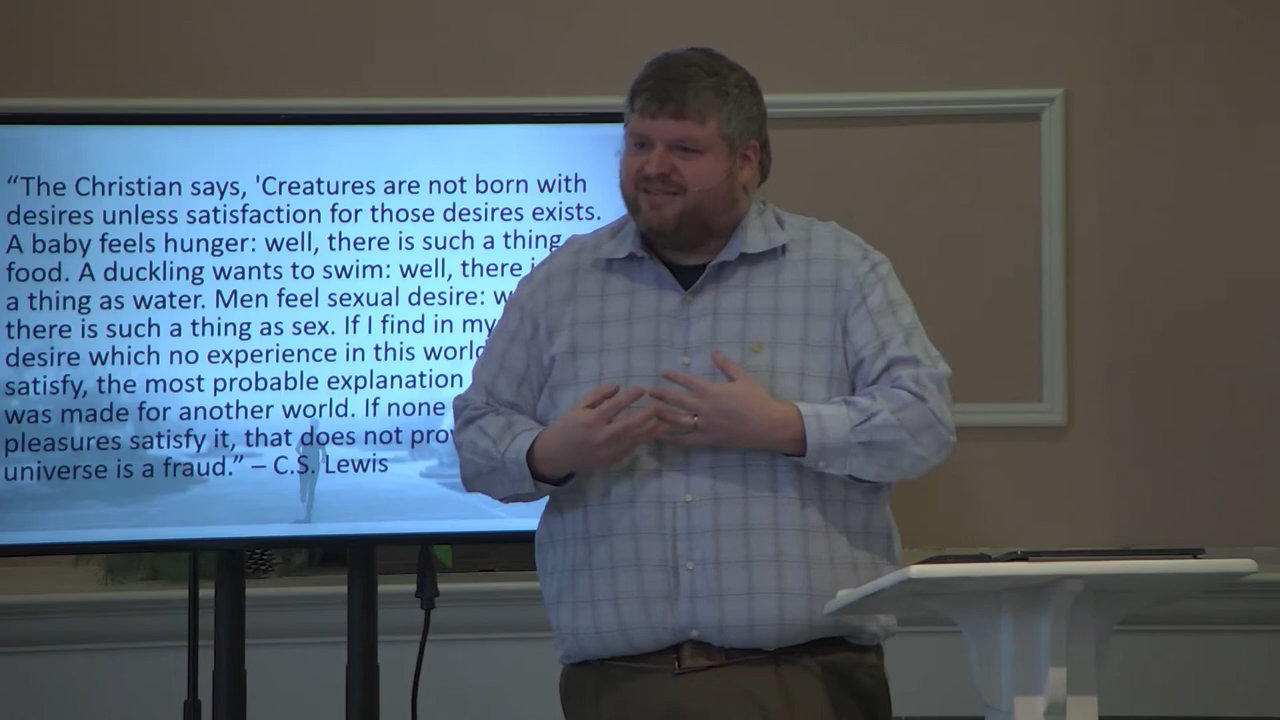 “The Christian says, 'Creatures are not born with
desires unless satisfaction for those desires exists.
A baby feels hunger: well, there is such a thing
food. A duckling wants to swim: well, there
a thing as water. Men feel sexual desire:
there is such a thing as sex. If I find in
desire which no experience in this world
satisfy, the most probable explanation
was made for another world. If none
pleasures satisfy it, that does not
universe is a fraud.” – C.S. Lewis